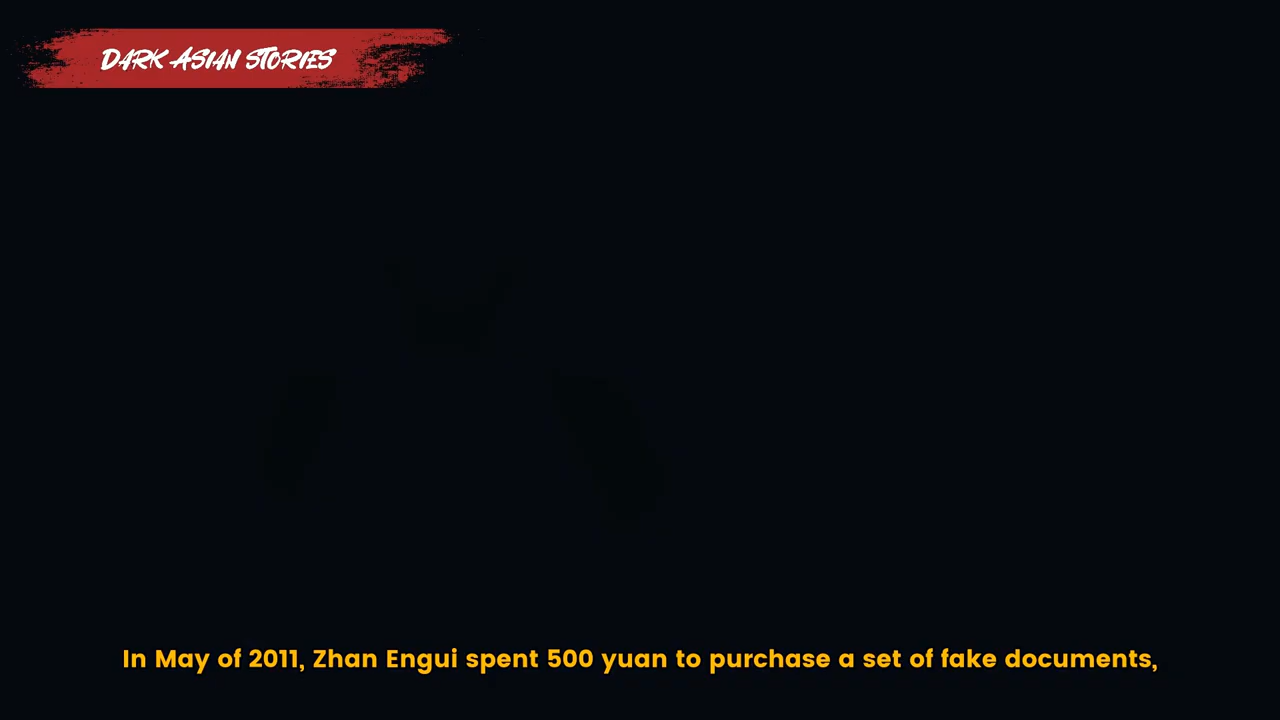 DARK ASIAN STORIES
In May of 2011, Zhan Engui spent 500 yuan to purchase a set of fake documents,